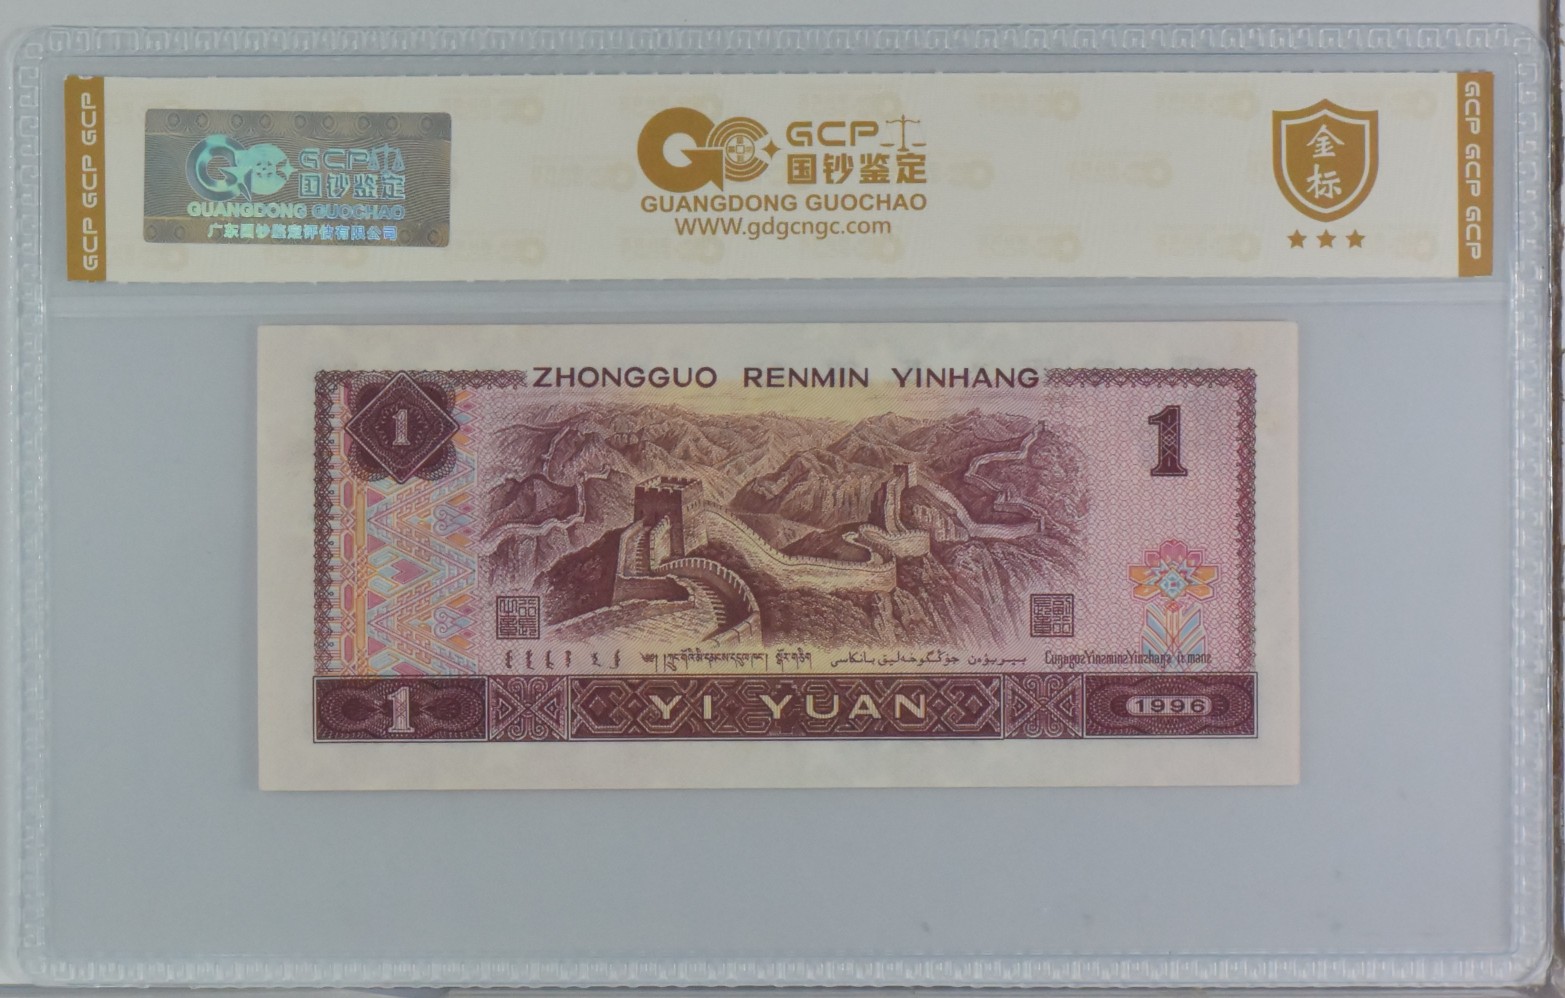 GCP GCP GCP
GCP 国钞鉴定
GUANGDONG GUOCHAO
广东国钞鉴定评估有限公司
GCP
国钞鉴定
GUANGDONG GUOCHAO
WWW.gdgcngc.com
金标
GCP GCP GCP
ZHONGGUO RENMIN YINHANG
1
1
1
YI YUAN
1996